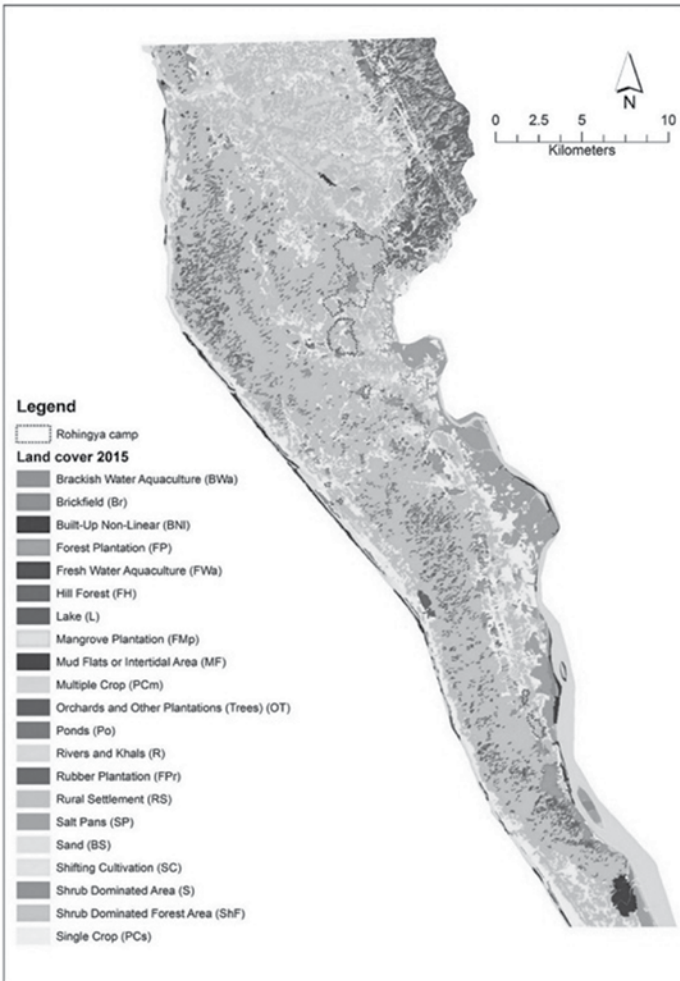 N
0 2.5 5 10
Kilometers
Legend
Rohingya camp
Land cover 2015
Brackish Water Aquaculture (BWa)
Brickfield (Br)
Built-Up Non-Linear (BNl)
Forest Plantation (FP)
Fresh Water Aquaculture (FWa)
Hill Forest (FH)
Lake (L)
Mangrove Plantation (FMp)
Mud Flats or Intertidal Area (MF)
Multiple Crop (PCm)
Orchards and Other Plantations (Trees) (OT)
Ponds (Po)
Rivers and Khals (R)
Rubber Plantation (FPr)
Rural Settlement (RS)
Salt Pans (SP)
Sand (BS)
Shifting Cultivation (SC)
Shrub Dominated Area (S)
Shrub Dominated Forest Area (ShF)
Single Crop (PCs)